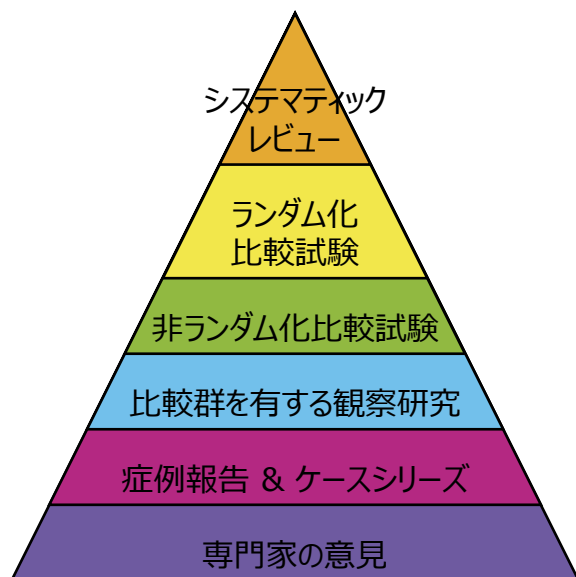 システマティック
レビュー
ランダム化
比較試験
非ランダム化比較試験
比較群を有する観察研究
症例報告 & ケースシリーズ
専門家の意見